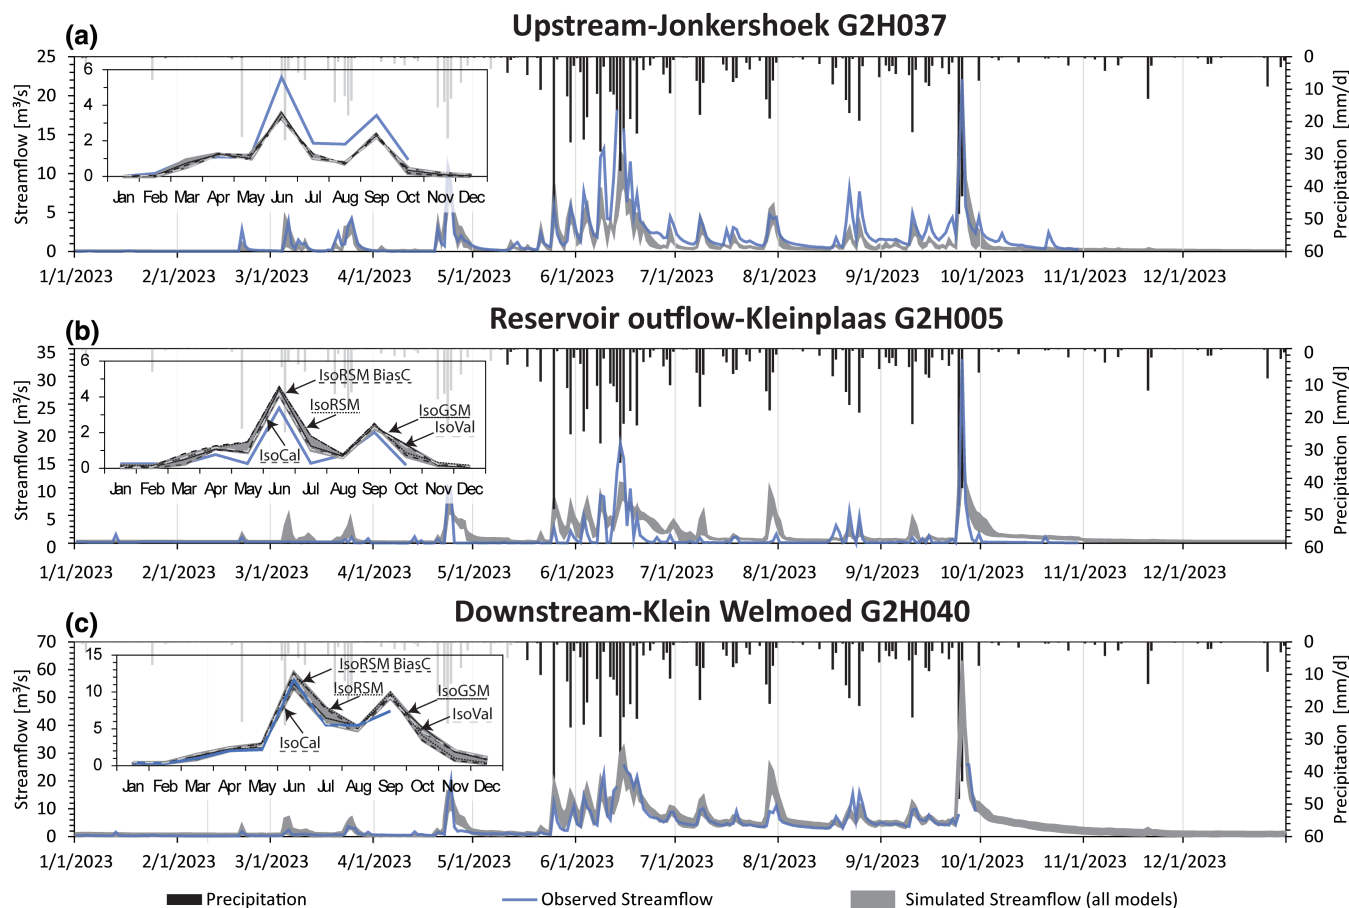 (a)
Upstream-Jonkershoek G2H037
Streamflow [m³/s]
25
20
15
10
5
0
6
4
2
0
Jan Feb Mar Apr May Jun Jul Aug Sep Oct Nov Dec
0
10
20
30
40
50
60
Precipitation [mm/d]
1/1/2023 2/1/2023 3/1/2023 4/1/2023 5/1/2023 6/1/2023 7/1/2023 8/1/2023 9/1/2023 10/1/2023 11/1/2023 12/1/2023
(b)
Reservoir outflow-Kleinplaas G2H005
Streamflow [m³/s]
35
30
25
20
15
10
5
0
6
4
2
0
IsoRSM BiasC
IsoRSM
IsoGSM
IsoVal
IsoCal
Jan Feb Mar Apr May Jun Jul Aug Sep Oct Nov Dec
0
10
20
30
40
50
60
Precipitation [mm/d]
1/1/2023 2/1/2023 3/1/2023 4/1/2023 5/1/2023 6/1/2023 7/1/2023 8/1/2023 9/1/2023 10/1/2023 11/1/2023 12/1/2023
(c)
Downstream-Klein Welmoed G2H040
Streamflow [m³/s]
70
60
50
40
30
20
10
0
15
10
5
0
IsoRSM BiasC
IsoRSM
IsoGSM
IsoVal
IsoCal
Jan Feb Mar Apr May Jun Jul Aug Sep Oct Nov Dec
0
10
20
30
40
50
60
Precipitation [mm/d]
1/1/2023 2/1/2023 3/1/2023 4/1/2023 5/1/2023 6/1/2023 7/1/2023 8/1/2023 9/1/2023 10/1/2023 11/1/2023 12/1/2023
Precipitation
Observed Streamflow
Simulated Streamflow (all models)